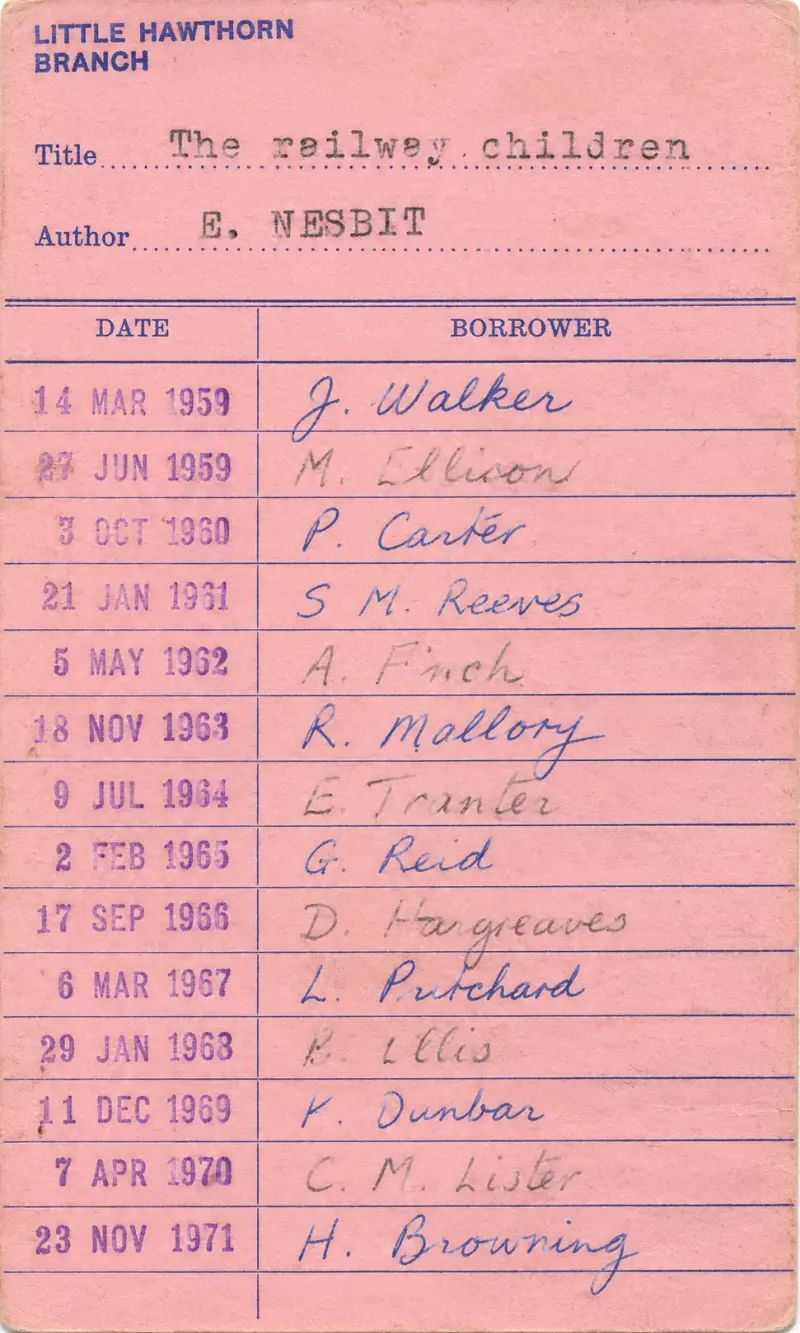 LITTLE HAWTHORN
BRANCH
Title The railway children
Author E. NESBIT
DATE BORROWER
14 MAR 1959 J. Walker
27 JUN 1959 M. Ellison
3 OCT 1960 P. Carter
21 JAN 1961 S M. Reeves
5 MAY 1962 A. Finch
18 NOV 1963 R. Mallory
9 JUL 1964 E. Tranter
2 FEB 1965 G. Reid
17 SEP 1966 D. Hargreaves
6 MAR 1967 L. Pritchard
29 JAN 1968 B. Ellis
11 DEC 1969 K. Dunbar
7 APR 1970 C. M. Lister
23 NOV 1971 H. Browning